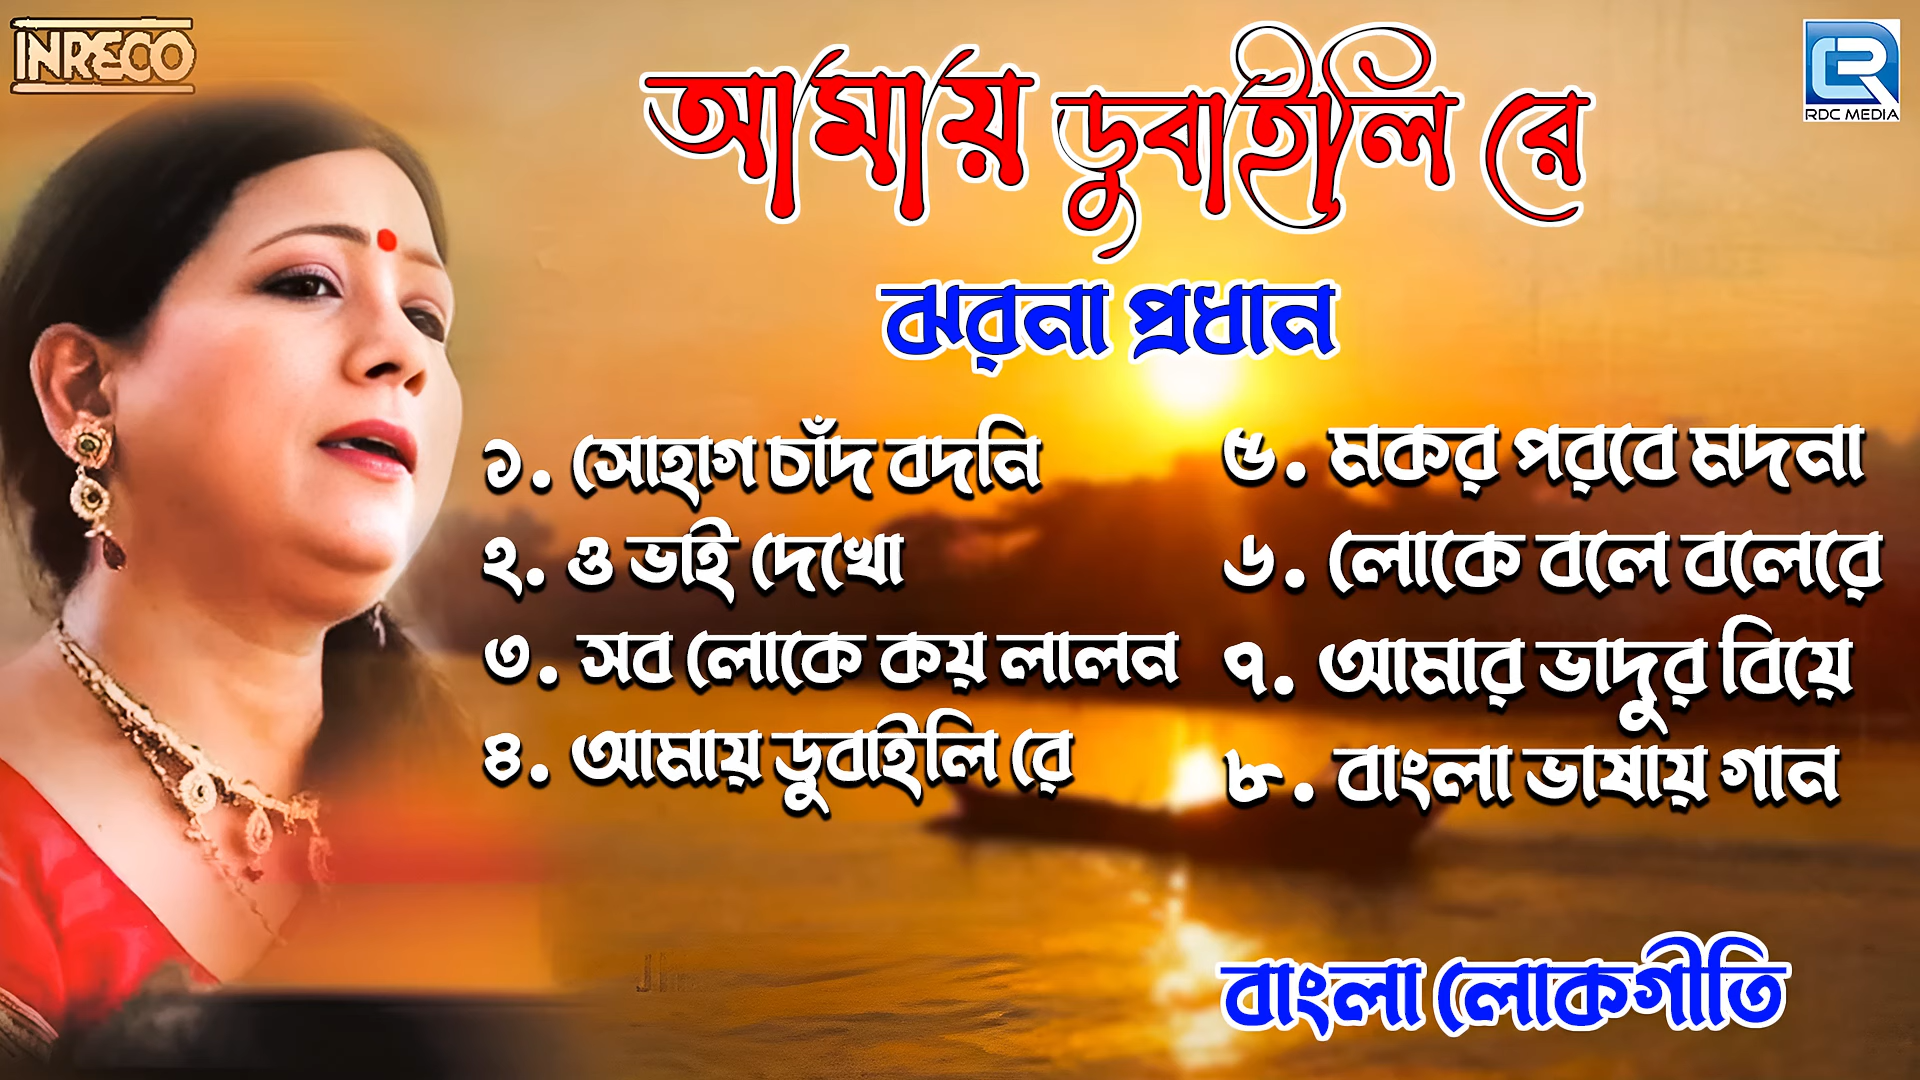 INRECO
RDC MEDIA
আমায় ডুবাইলি রে
ঝরনা প্রধান
১. সোহাগ চাঁদ বদনি
২. ও ভাই দেখো
৩. সব লোকে কয় লালন
৪. আমায় ডুবাইলি রে
৫. মকর পরবে মদনা
৬. লোকে বলে বলেরে
৭. আমার ভাদুর বিয়ে
৮. বাংলা ভাষায় গান
বাংলা লোকগীতি